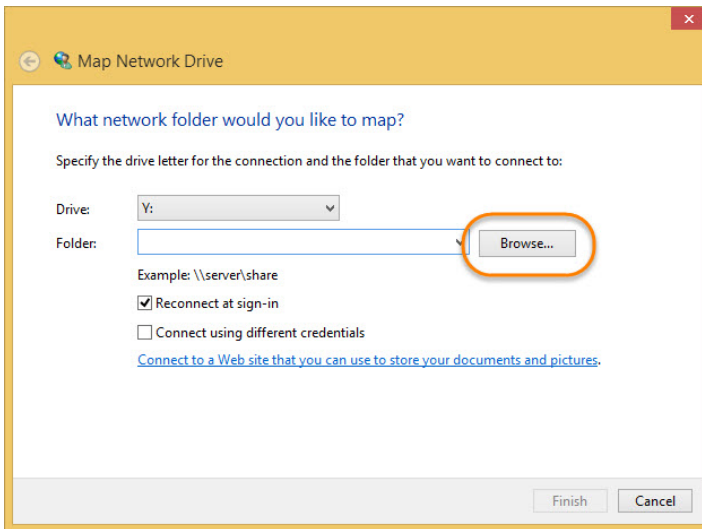 Map Network Drive
What network folder would you like to map?
Specify the drive letter for the connection and the folder that you want to connect to:
Drive: Y:
Folder: Browse...
Example: \\server\share
Reconnect at sign-in
Connect using different credentials
Connect to a Web site that you can use to store your documents and pictures.
Finish Cancel